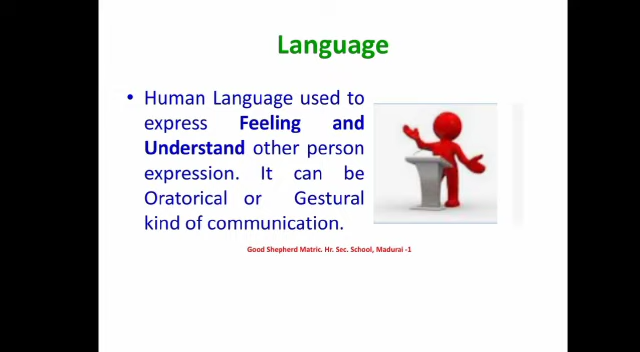 Language
• Human Language used to
express Feeling and
Understand other person
expression. It can be
Oratorical or Gestural
kind of communication.
Good Shepherd Matric. Hr. Sec. School, Madurai -1